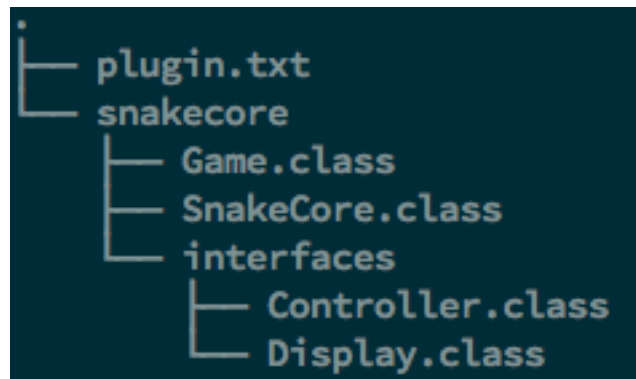 .
├── plugin.txt
└── snakecore
    ├── Game.class
    ├── SnakeCore.class
    └── interfaces
        ├── Controller.class
        └── Display.class